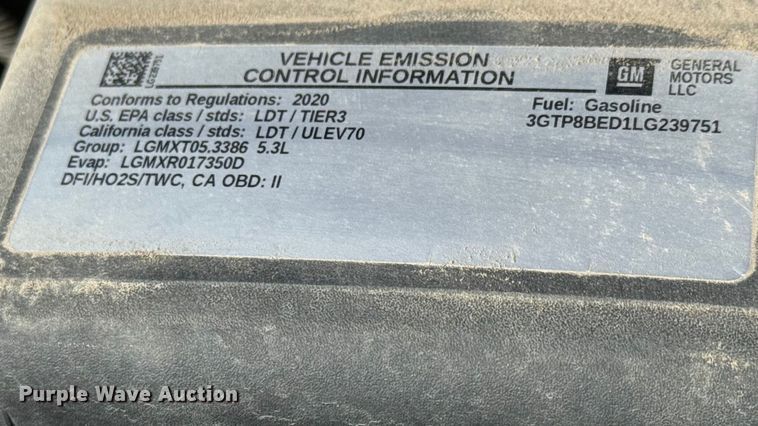 VEHICLE EMISSION
CONTROL INFORMATION
GM
GENERAL
MOTORS
LLC
Conforms to Regulations: 2020
U.S. EPA class / stds: LDT / TIER3
California class / stds: LDT / ULEV70
Group: LGMXT05.3386 5.3L
Evap: LGMXR017350D
DFI/HO2S/TWC, CA OBD: II
Fuel: Gasoline
3GTP8BED1LG239751
LG239751
Purple Wave Auction